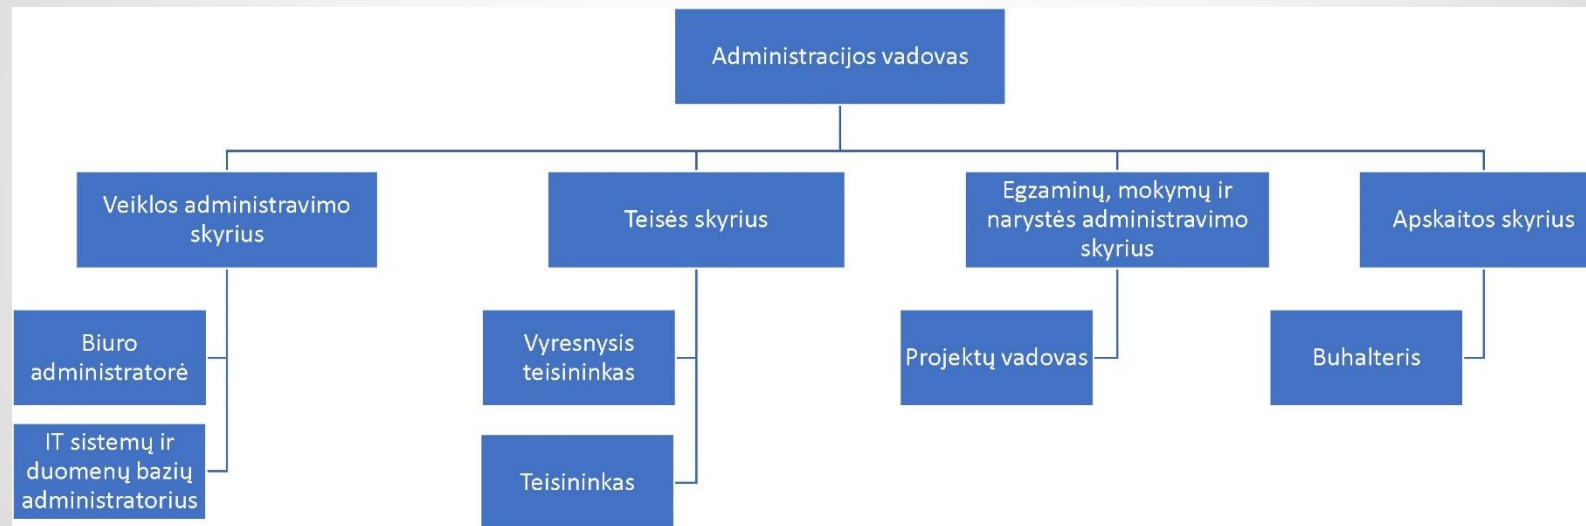 Administracijos vadovas
Veiklos administravimo
skyrius
Teisės skyrius
Egzaminų, mokymų ir
narystės administravimo
skyrius
Apskaitos skyrius
Biuro
administratorė
Vyresnysis
teisininkas
Projektų vadovas
Buhalteris
IT sistemų ir
duomenų bazių
administratorius
Teisininkas